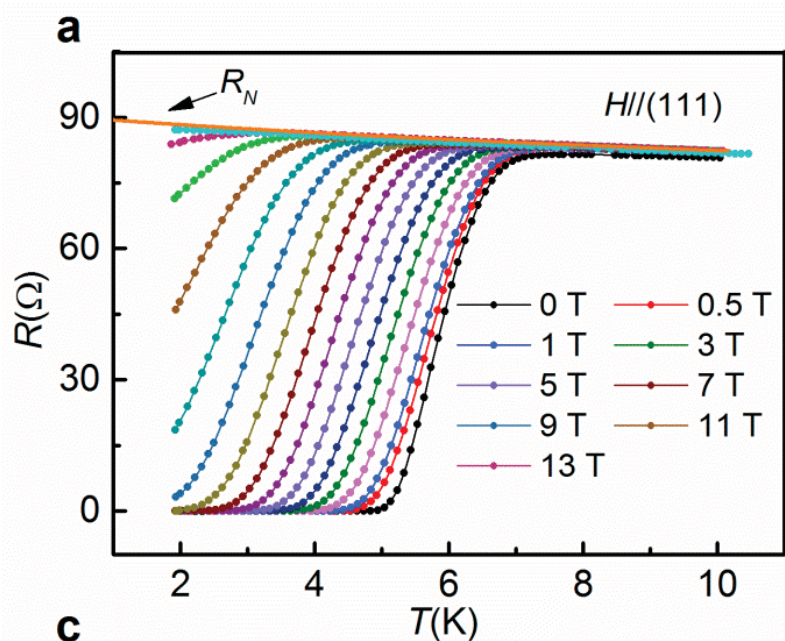 a
R_N
H//(111)
90
60
30
0
R(Ω)
0 T
0.5 T
1 T
3 T
5 T
7 T
9 T
11 T
13 T
2
4
6
8
10
T(K)
c